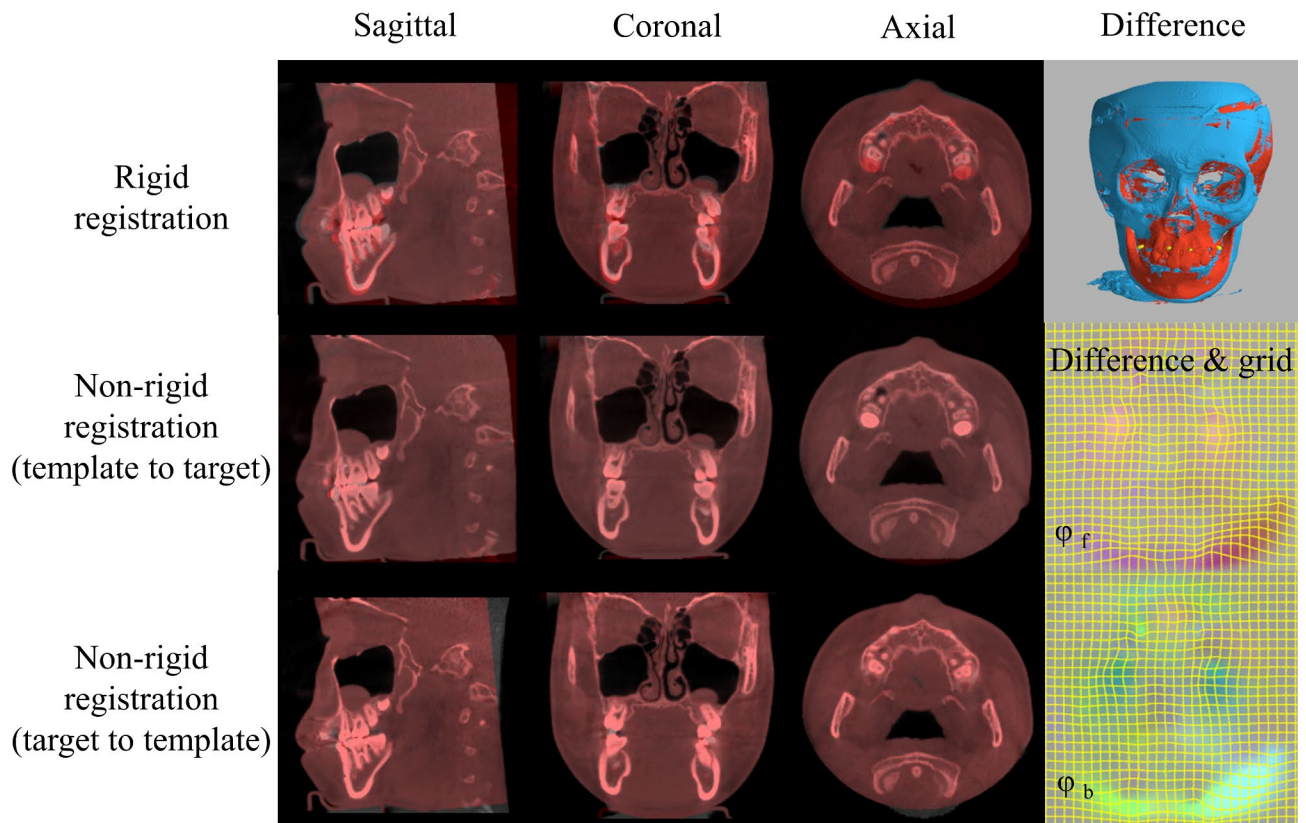 Sagittal
Coronal
Axial
Difference
Rigid
registration
Non-rigid
registration
(template to target)
Difference & grid
φ f
Non-rigid
registration
(target to template)
φ b